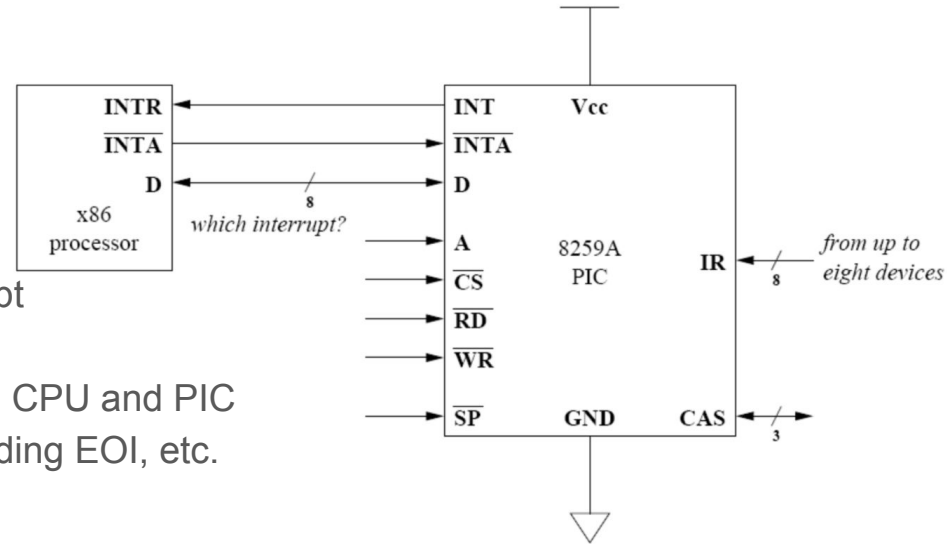 INTR
INTA
D
x86
processor
8
which interrupt?
INT
Vcc
INTA
D
A
CS
RD
WR
SP
8259A
PIC
IR
GND
CAS
8
from up to
eight devices
3
CPU and PIC
EOI, etc.